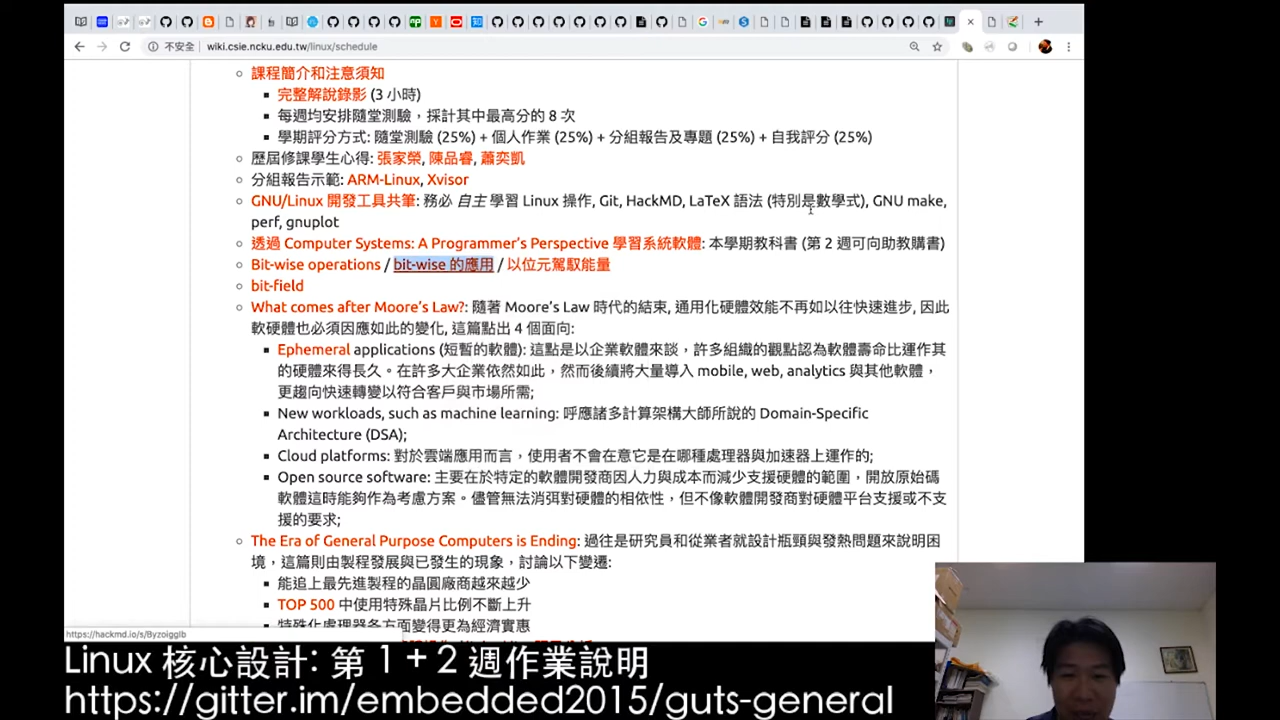 不安全
wiki.csie.ncku.edu.tw/linux/schedule
課程簡介和注意須知
完整解說錄影 (3 小時)
每週均安排隨堂測驗，採計其中最高分的 8 次
學期評分方式: 隨堂測驗 (25%) + 個人作業 (25%) + 分組報告及專題 (25%) + 自我評分 (25%)
歷屆修課學生心得: 張家榮, 陳品睿, 蕭奕凱
分組報告示範: ARM-Linux, Xvisor
GNU/Linux 開發工具共筆: 務必 自主 學習 Linux 操作, Git, HackMD, LaTeX 語法 (特別是數學式), GNU make,
perf, gnuplot
透過 Computer Systems: A Programmer's Perspective 學習系統軟體: 本學期教科書 (第 2 週可向助教購書)
Bit-wise operations / bit-wise 的應用 / 以位元駕馭能量
bit-field
What comes after Moore's Law?: 隨著 Moore's Law 時代的結束, 通用化硬體效能不再如以往快速進步, 因此
軟硬體也必須因應如此的變化, 這篇點出 4 個面向:
Ephemeral applications (短暫的軟體): 這點是以企業軟體來談，許多組織的觀點認為軟體壽命比運作其
的硬體來得長久。在許多大企業依然如此，然而後續將大量導入 mobile, web, analytics 與其他軟體，
更趨向快速轉變以符合客戶與市場所需;
New workloads, such as machine learning: 呼應諸多計算架構大師所說的 Domain-Specific
Architecture (DSA);
Cloud platforms: 對於雲端應用而言，使用者不會在意它是在哪種處理器與加速器上運作的;
Open source software: 主要在於特定的軟體開發商因人力與成本而減少支援硬體的範圍，開放原始碼
軟體這時能夠作為考慮方案。儘管無法消弭對硬體的相依性，但不像軟體開發商對硬體平台支援或不支
援的要求;
The Era of General Purpose Computers is Ending: 過往是研究員和從業者就設計瓶頸與發熱問題來說明困
境，這篇則由製程發展與已發生的現象，討論以下變遷:
能追上最先進製程的晶圓廠商越來越少
TOP 500 中使用特殊晶片比例不斷上升
特殊化處理器各方面變得更為經濟實惠
https://hackmd.io/s/Byzoigglb
Linux 核心設計: 第 1 + 2 週作業說明
https://gitter.im/embedded2015/guts-general